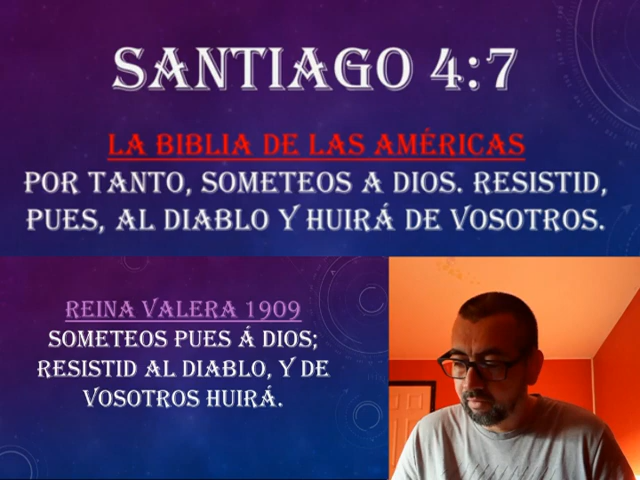 SANTIAGO 4:7
LA BIBLIA DE LAS AMÉRICAS
POR TANTO, SOMETEOS A DIOS. RESISTID,
PUES, AL DIABLO Y HUIRÁ DE VOSOTROS.
REINA VALERA 1909
SOMETEOS PUES Á DIOS;
RESISTID AL DIABLO, Y DE
VOSOTROS HUIRÁ.